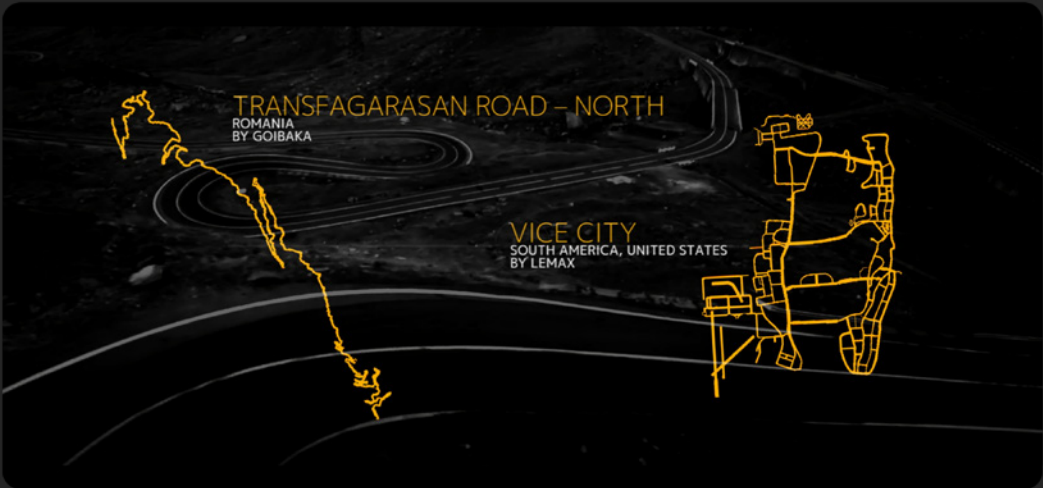 TRANSFAGARASAN ROAD – NORTH
ROMANIA
BY GOIBAKA
VICE CITY
SOUTH AMERICA, UNITED STATES
BY LEMAX